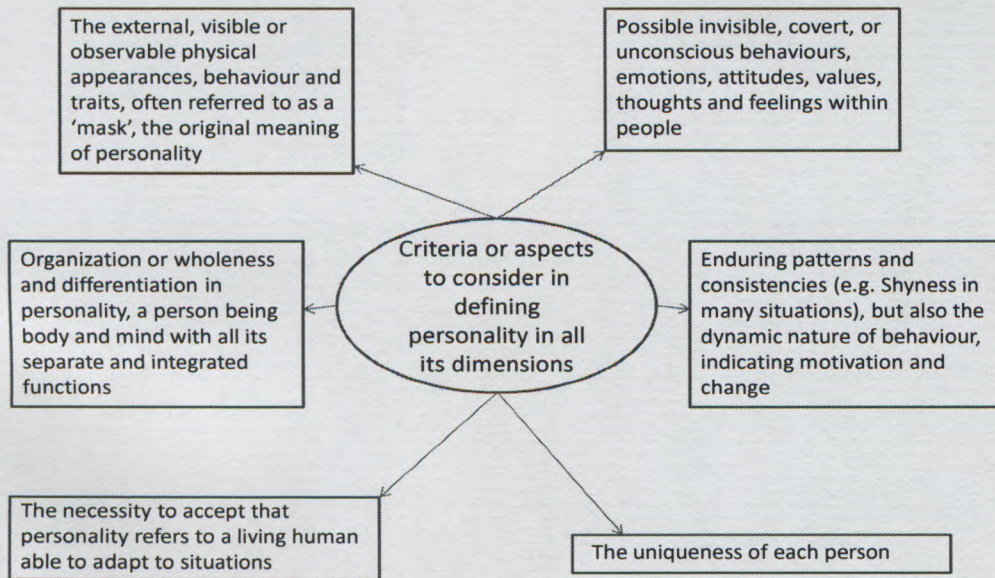 The external, visible or
observable physical
appearances, behaviour and
traits, often referred to as a
‘mask’, the original meaning
of personality
Possible invisible, covert, or
unconscious behaviours,
emotions, attitudes, values,
thoughts and feelings within
people
Criteria or aspects
to consider in
defining
personality in all
its dimensions
Organization or wholeness
and differentiation in
personality, a person being
body and mind with all its
separate and integrated
functions
Enduring patterns and
consistencies (e.g. Shyness in
many situations), but also the
dynamic nature of behaviour,
indicating motivation and
change
The necessity to accept that
personality refers to a living human
able to adapt to situations
The uniqueness of each person